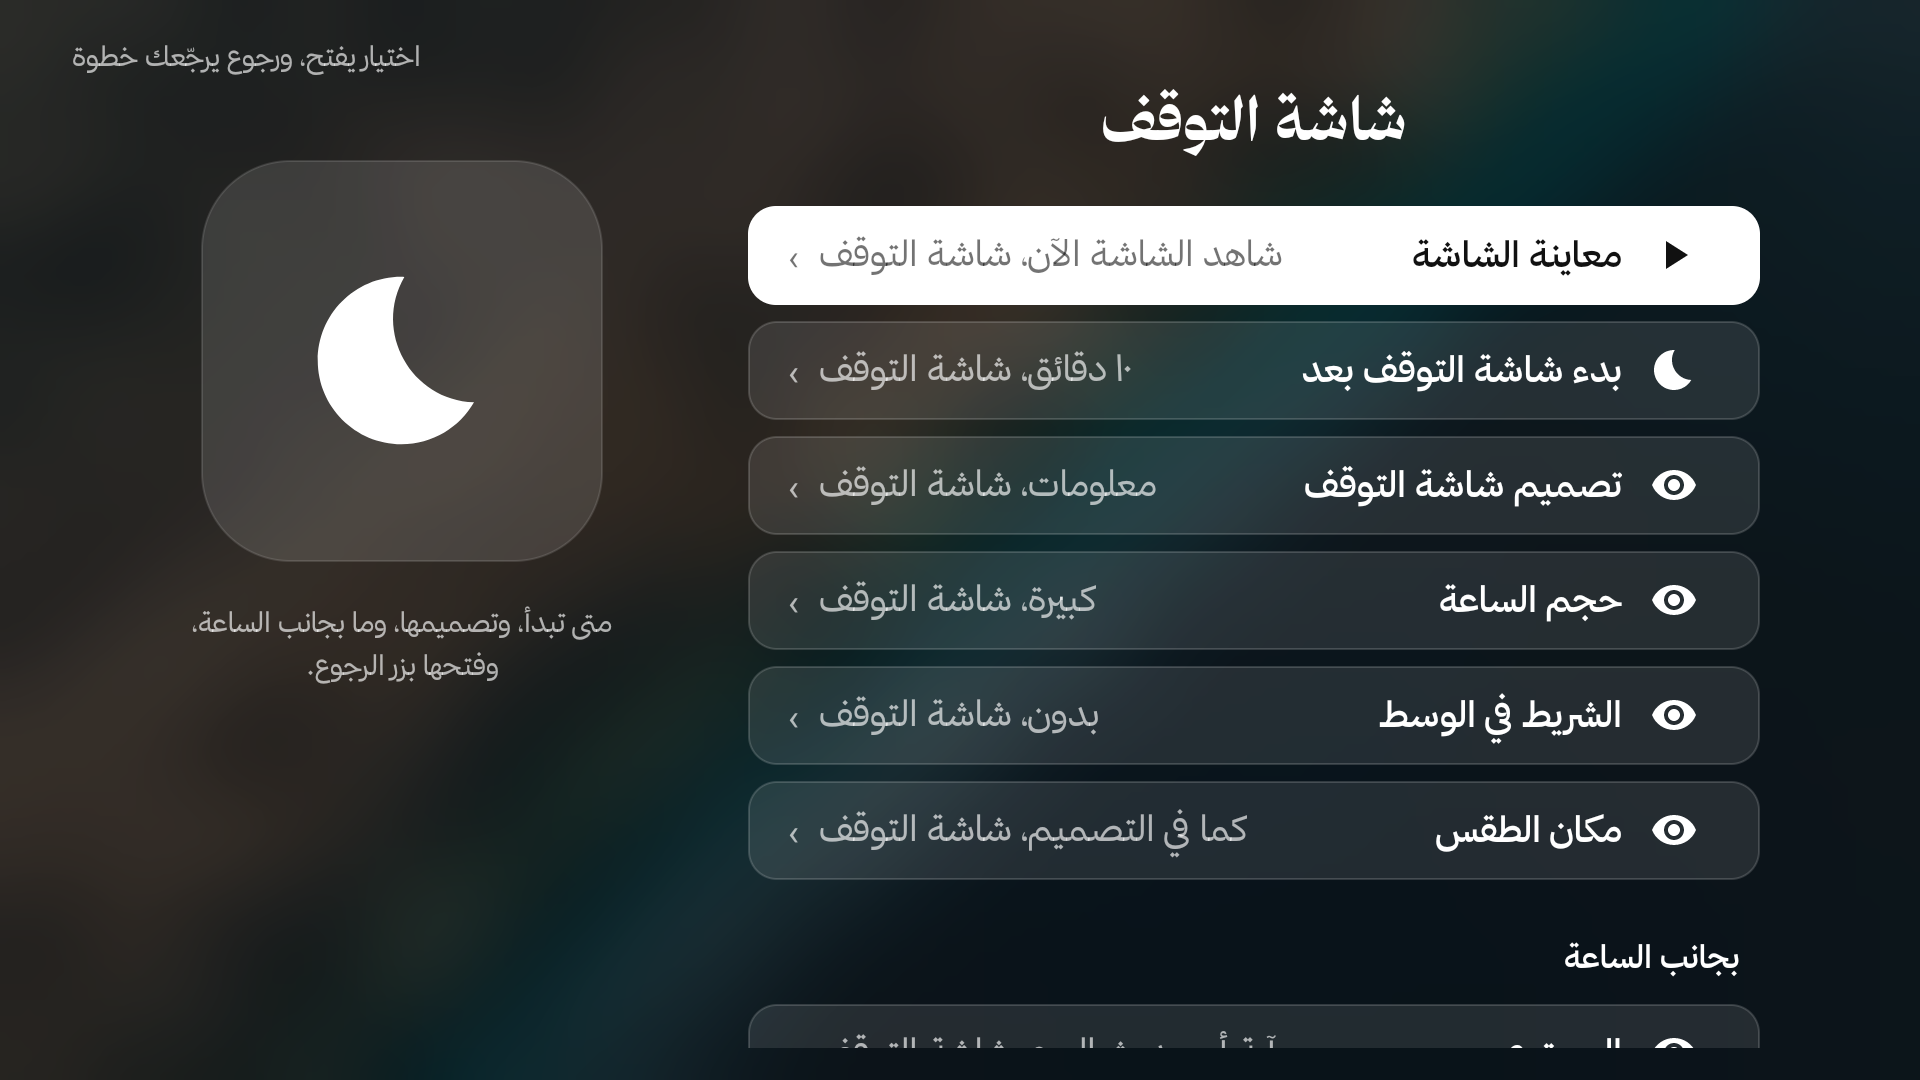 اختيار يفتح، ورجوع يرجّعك خطوة
شاشة التوقف
معاينة الشاشة شاهد الشاشة الآن، شاشة التوقف ‹
بدء شاشة التوقف بعد ١٠ دقائق، شاشة التوقف ‹
تصميم شاشة التوقف معلومات، شاشة التوقف ‹
حجم الساعة كبيرة، شاشة التوقف ‹
الشريط في الوسط بدون، شاشة التوقف ‹
مكان الطقس كما في التصميم، شاشة التوقف ‹
بجانب الساعة
شاشة التوقف
متى تبدأ، وتصميمها، وما بجانب الساعة،
وفتحها بزر الرجوع.